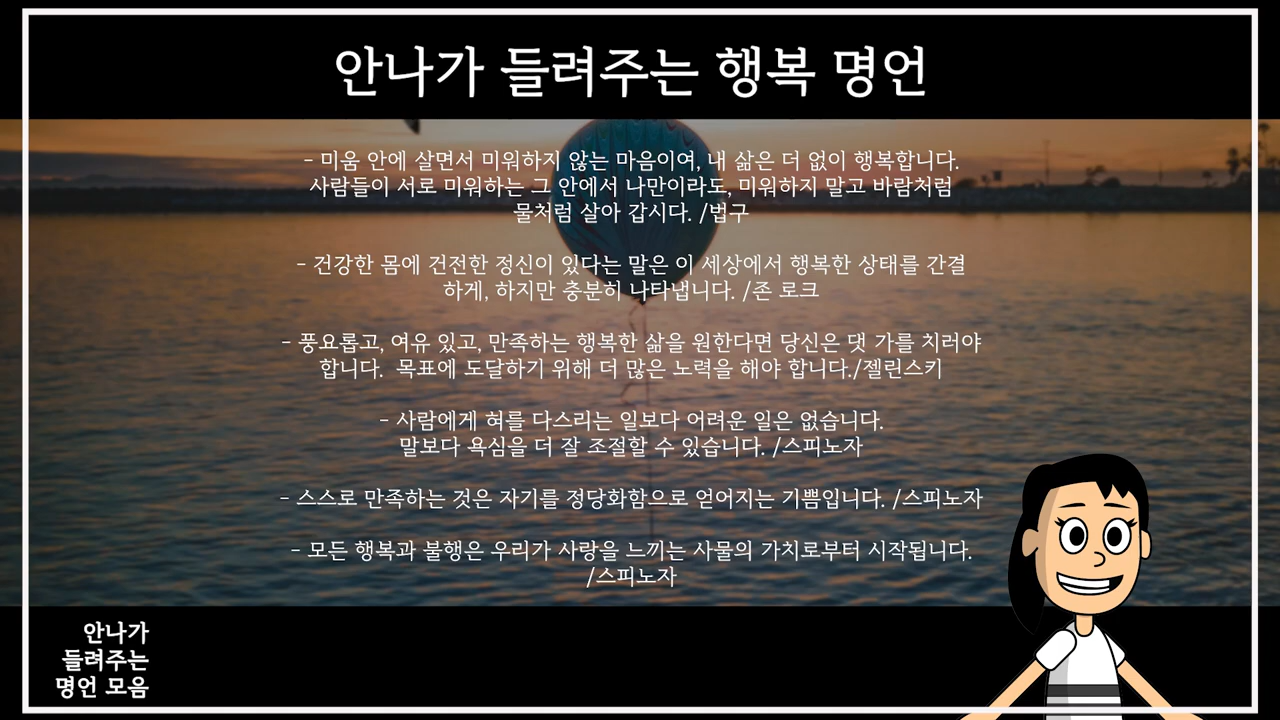 안나가 들려주는 행복 명언
- 미움 안에 살면서 미워하지 않는 마음이여, 내 삶은 더 없이 행복합니다.
사람들이 서로 미워하는 그 안에서 나만이라도, 미워하지 말고 바람처럼
물처럼 살아 갑시다. /법구
- 건강한 몸에 건전한 정신이 있다는 말은 이 세상에서 행복한 상태를 간결
하게, 하지만 충분히 나타냅니다. /존 로크
- 풍요롭고, 여유 있고, 만족하는 행복한 삶을 원한다면 당신은 댓 가를 치러야
합니다. 목표에 도달하기 위해 더 많은 노력을 해야 합니다./젤린스키
- 사람에게 혀를 다스리는 일보다 어려운 일은 없습니다.
말보다 욕심을 더 잘 조절할 수 있습니다. /스피노자
- 스스로 만족하는 것은 자기를 정당화함으로 얻어지는 기쁨입니다. /스피노자
- 모든 행복과 불행은 우리가 사랑을 느끼는 사물의 가치로부터 시작됩니다.
/스피노자
안나가
들려주는
명언 모음